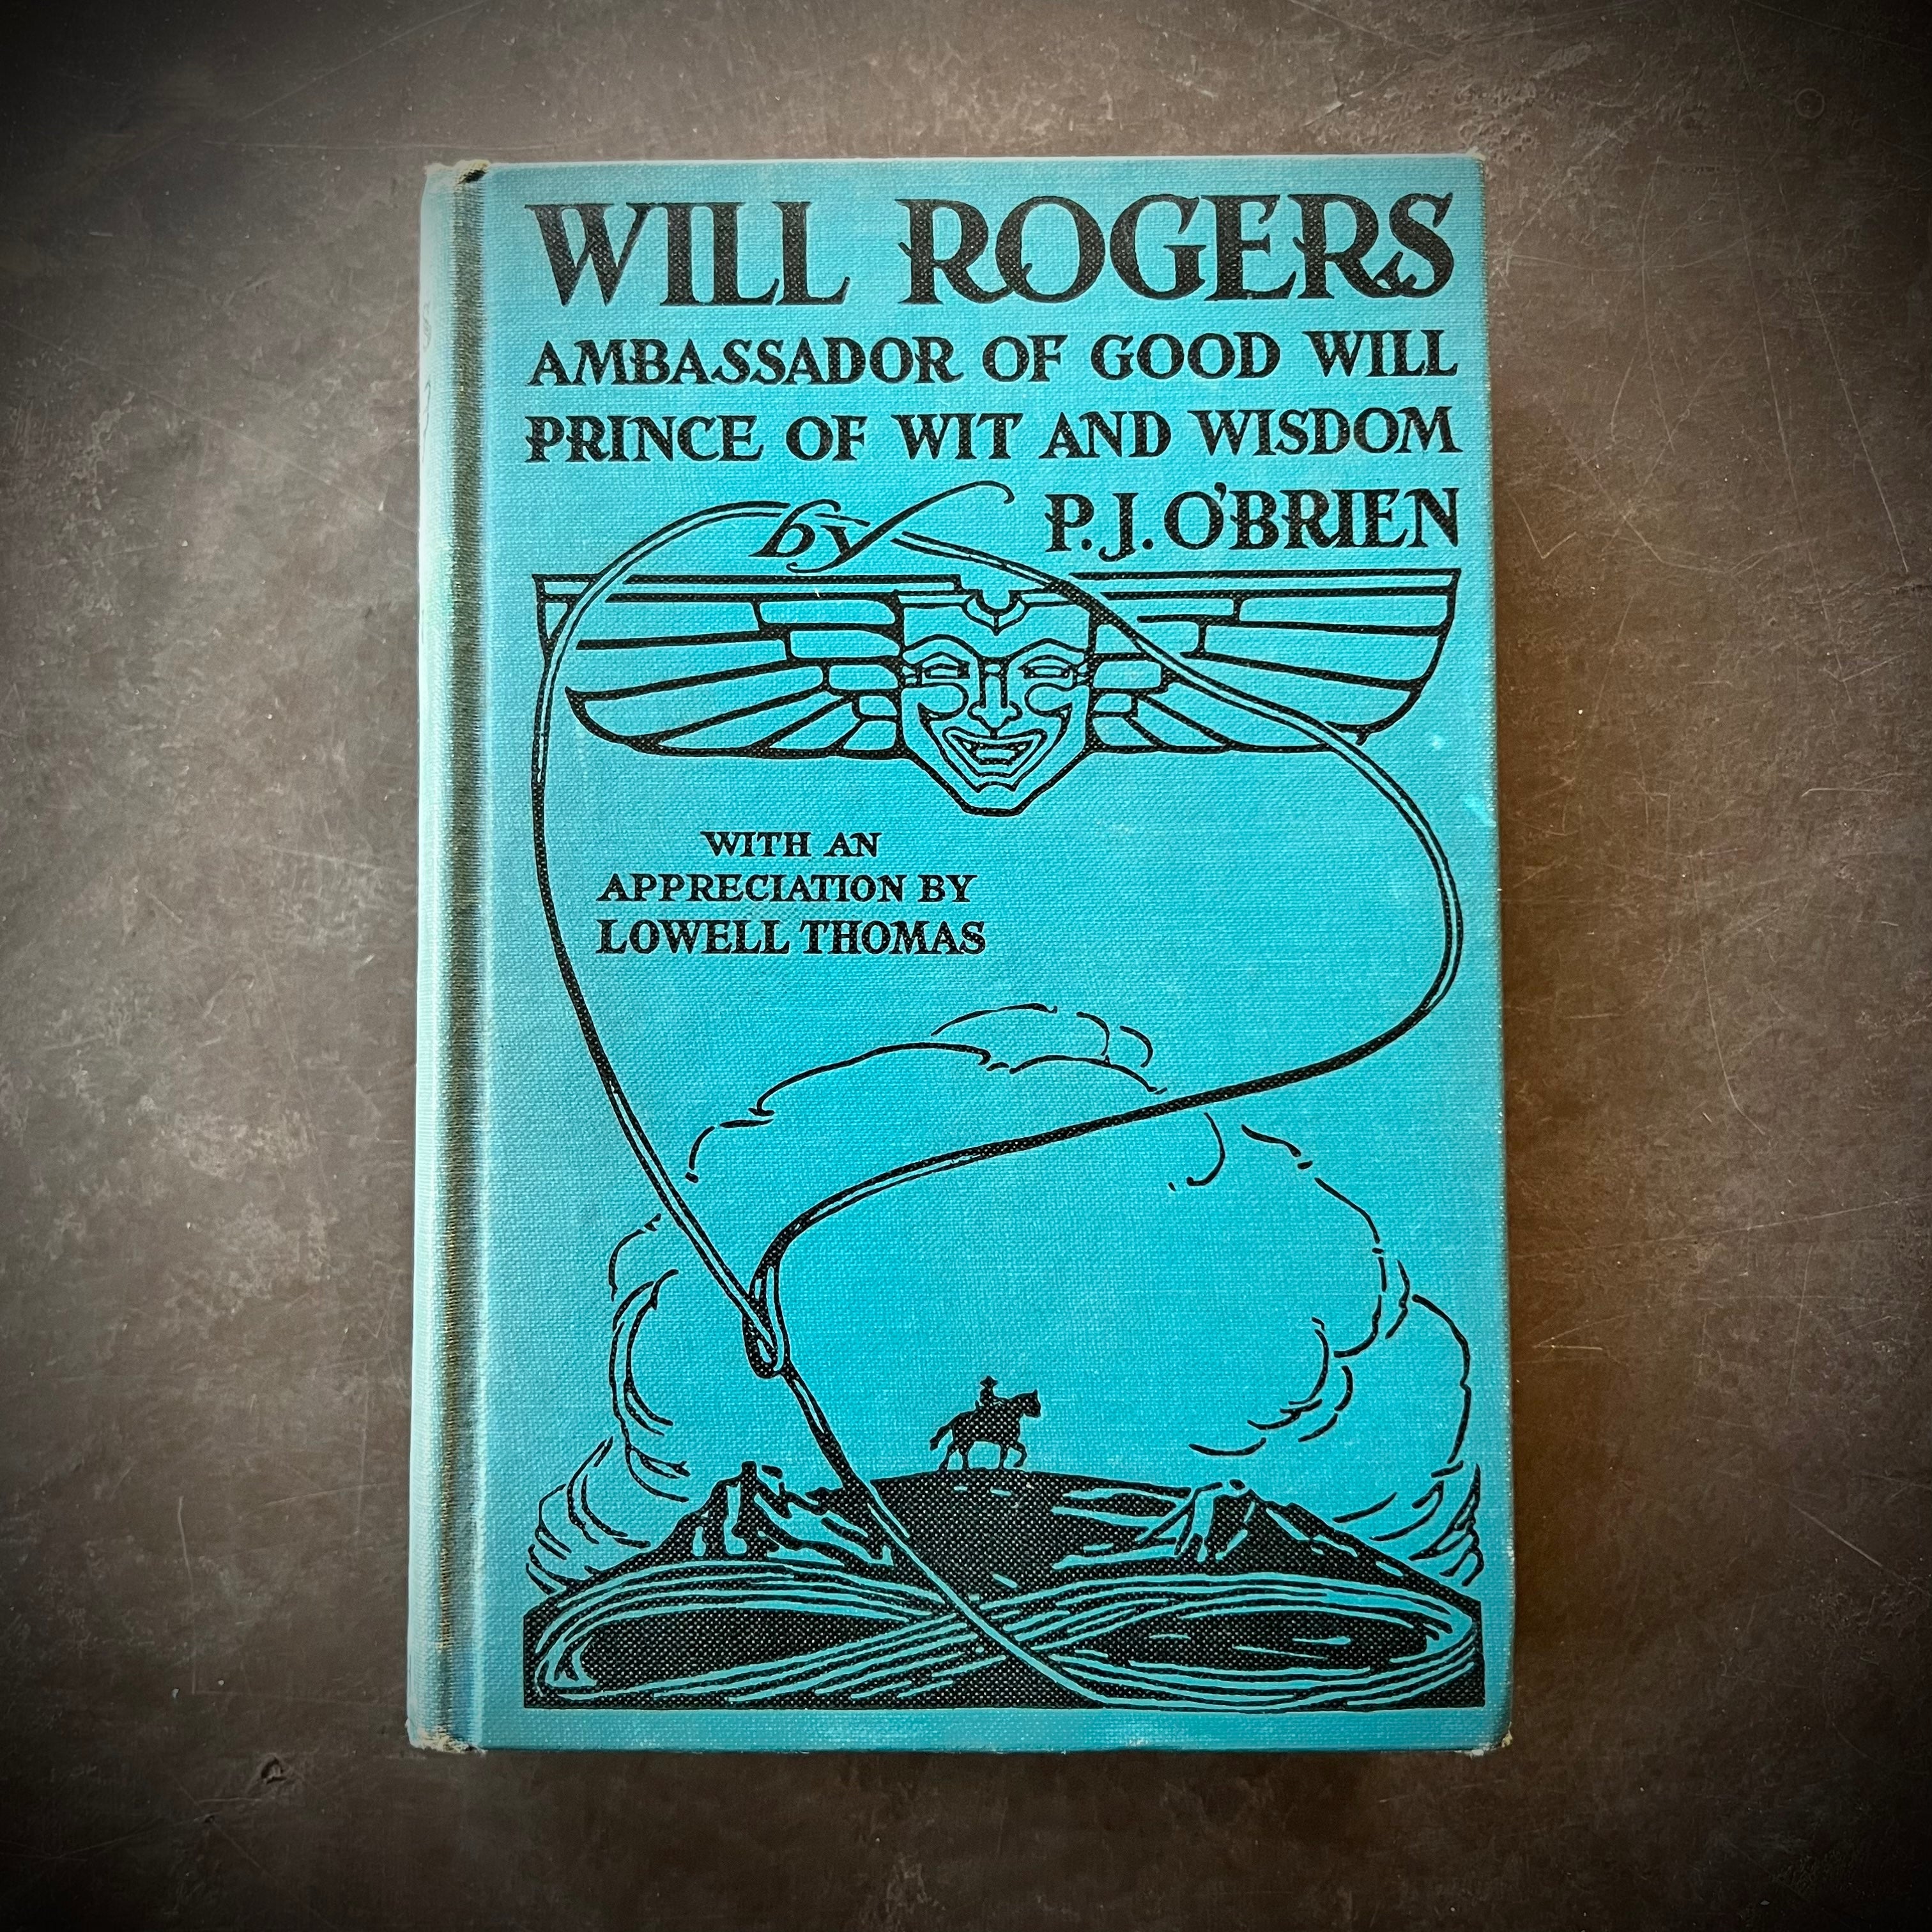 WILL ROGERS
AMBASSADOR OF GOOD WILL
PRINCE OF WIT AND WISDOM
by P.J. O'BRIEN
WITH AN
APPRECIATION BY
LOWELL THOMAS